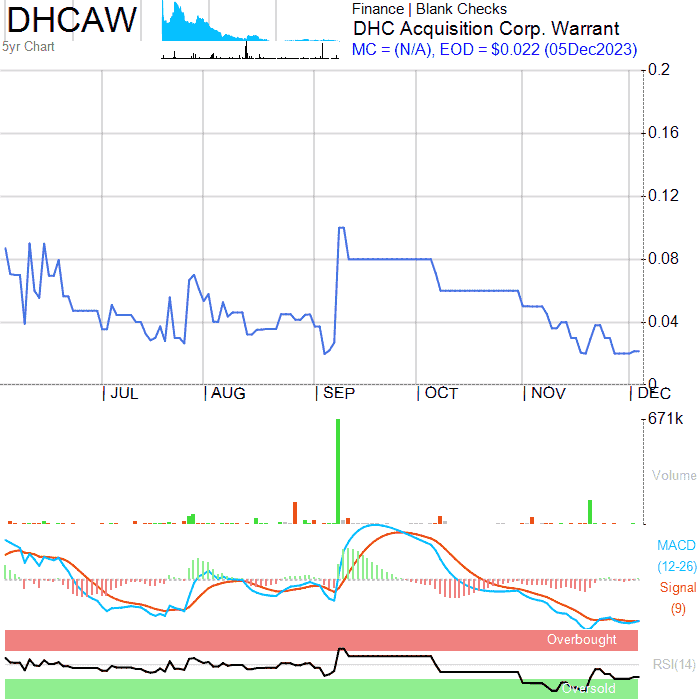 DHCAW
5yr Chart
Finance | Blank Checks
DHC Acquisition Corp. Warrant
MC = (N/A), EOD = $0.022 (05Dec2023)
0.2
0.16
0.12
0.08
0.04
0
JUL
AUG
SEP
OCT
NOV
DEC
671k
Volume
MACD
(12-26)
Signal
(9)
Overbought
RSI(14)
Oversold